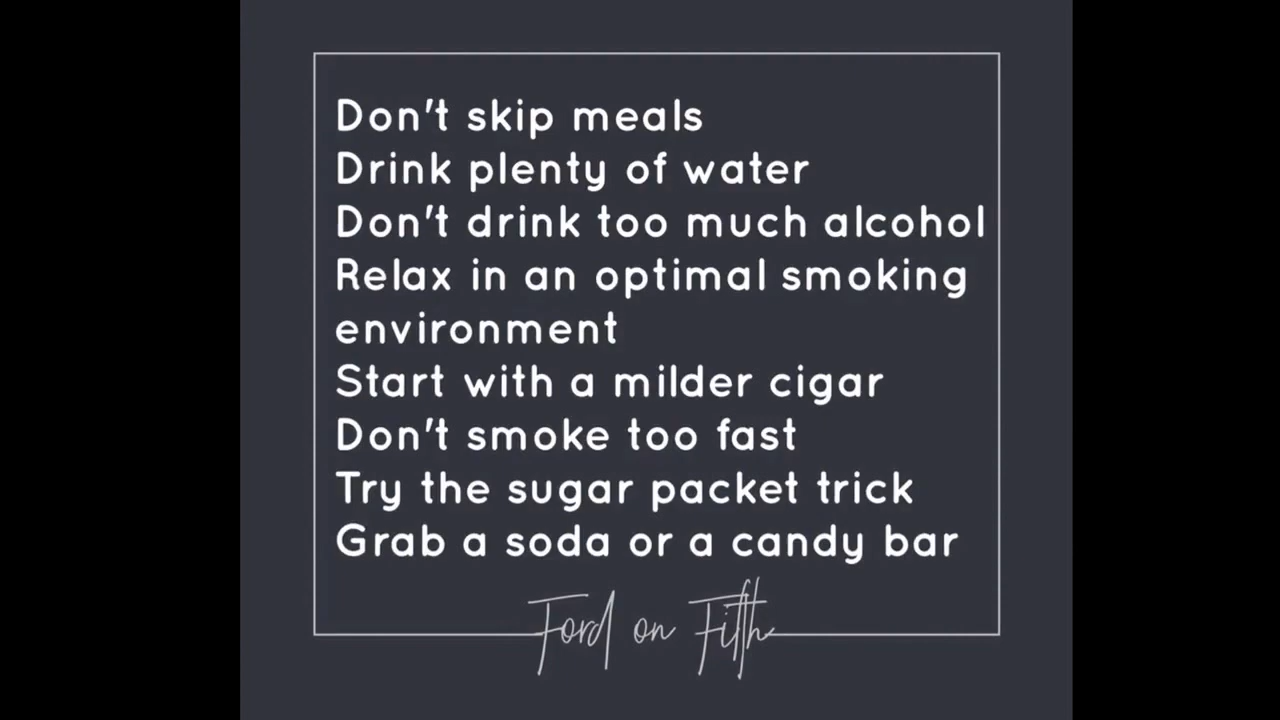 Don't skip meals
Drink plenty of water
Don't drink too much alcohol
Relax in an optimal smoking
environment
Start with a milder cigar
Don't smoke too fast
Try the sugar packet trick
Grab a soda or a candy bar
Ford on Fifth